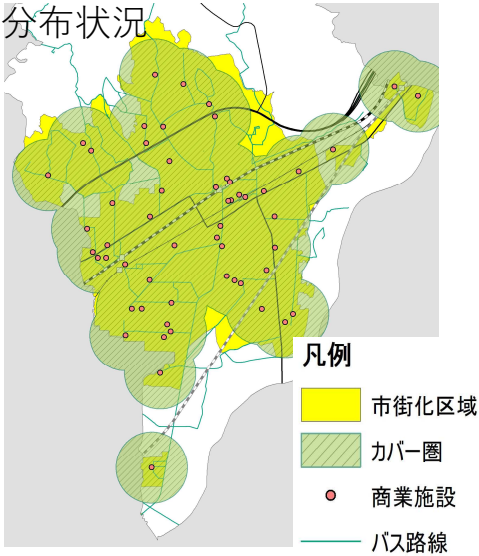 分布状況
凡例
市街化区域
カバー圏
商業施設
バス路線